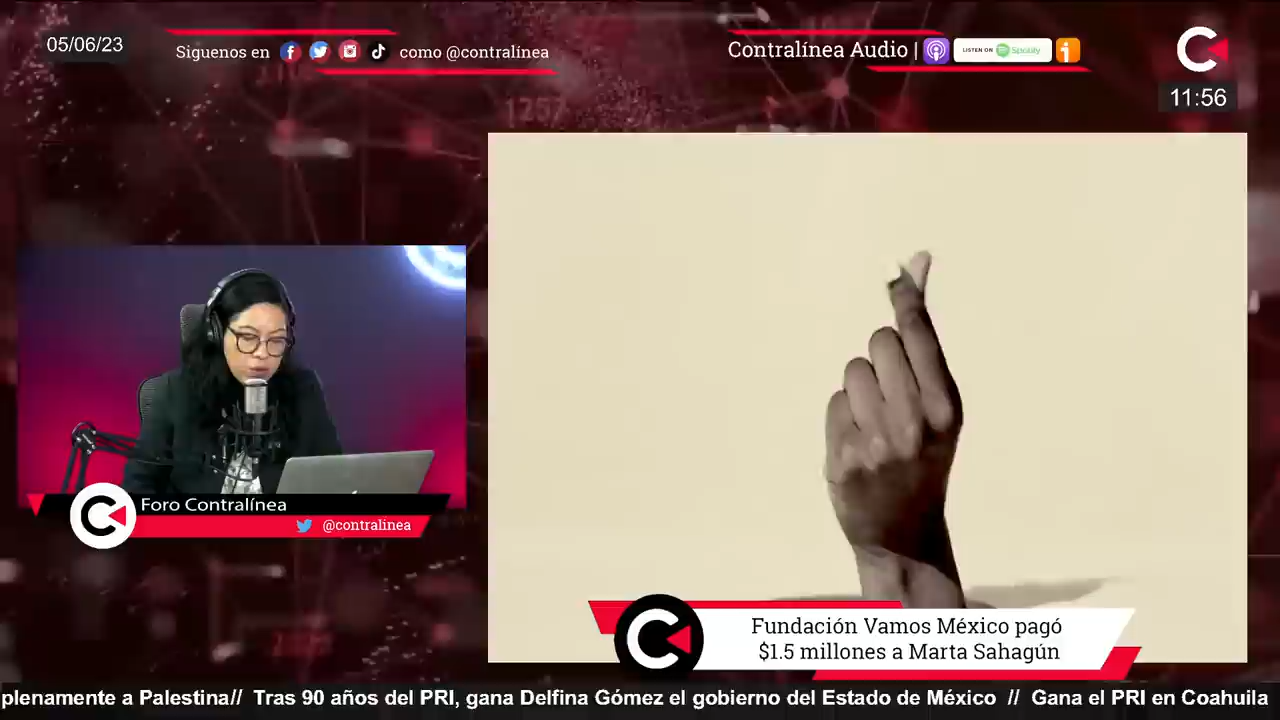 05/06/23
Siguenos en como @contralínea
Contralínea Audio |
LISTEN ON Spotify
11:56
1257
Foro Contralínea
@contralinea
Fundación Vamos México pagó
$1.5 millones a Marta Sahagún
plenamente a Palestina// Tras 90 años del PRI, gana Delfina Gómez el gobierno del Estado de México // Gana el PRI en Coahuila